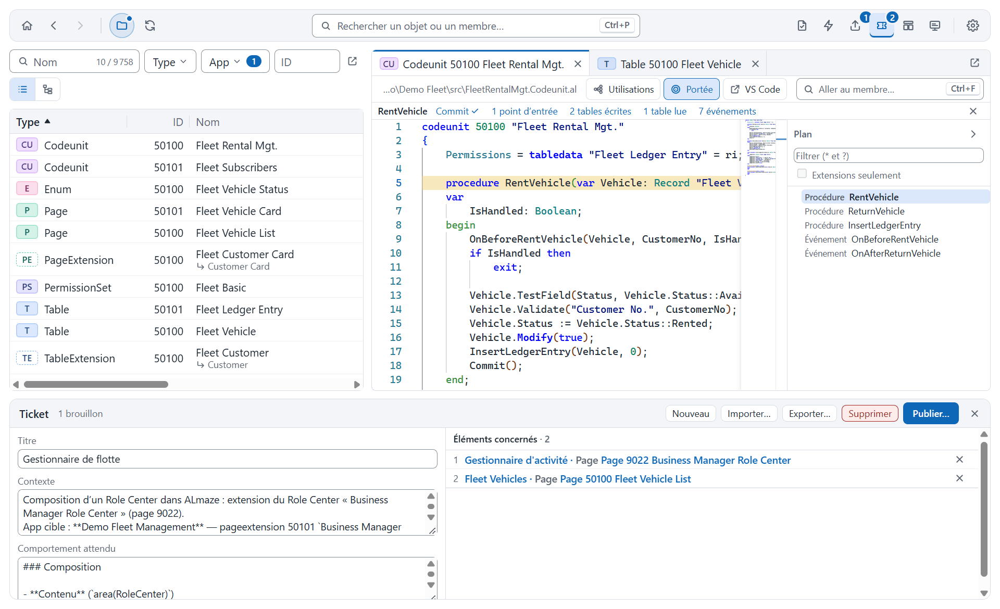 Rechercher un objet ou un membre...
Ctrl+P
1
2
Nom
10 / 9 758
Type
App
1
ID
Type
ID
Nom
CU Codeunit 50100 Fleet Rental Mgt.
CU Codeunit 50101 Fleet Subscribers
E Enum 50100 Fleet Vehicle Status
P Page 50101 Fleet Vehicle Card
P Page 50100 Fleet Vehicle List
PE PageExtension 50100 Fleet Customer Card
↳ Customer Card
PS PermissionSet 50100 Fleet Basic
T Table 50101 Fleet Ledger Entry
T Table 50100 Fleet Vehicle
TE TableExtension 50100 Fleet Customer
↳ Customer
CU Codeunit 50100 Fleet Rental Mgt.
T Table 50100 Fleet Vehicle
...o\Demo Fleet\src\FleetRentalMgt.Codeunit.al
Utilisations
Portée
VS Code
Aller au membre...
Ctrl+F
RentVehicle Commit ✓ 1 point d’entrée 2 tables écrites 1 table lue 7 événements
1 codeunit 50100 "Fleet Rental Mgt."
2 {
3 Permissions = tabledata "Fleet Ledger Entry" = ri;
4
5 procedure RentVehicle(var Vehicle: Record "Fleet V
6 var
7 IsHandled: Boolean;
8 begin
9 OnBeforeRentVehicle(Vehicle, CustomerNo, IsHan
10 if IsHandled then
11 exit;
12
13 Vehicle.TestField(Status, Vehicle.Status::Avai
14 Vehicle.Validate("Customer No.", CustomerNo);
15 Vehicle.Status := Vehicle.Status::Rented;
16 Vehicle.Modify(true);
17 InsertLedgerEntry(Vehicle, 0);
18 Commit();
19 end;
Plan
Filtrer (* et ?)
Extensions seulement
Procédure RentVehicle
Procédure ReturnVehicle
Procédure InsertLedgerEntry
Événement OnBeforeRentVehicle
Événement OnAfterReturnVehicle
Ticket 1 brouillon
Nouveau
Importer...
Exporter...
Supprimer
Publier...
Titre
Gestionnaire de flotte
Contexte
Composition d’un Role Center dans ALmaze : extension du Role Center « Business
Manager Role Center » (page 9022).
App cible : **Demo Fleet Management** — pageextension 50101 `Business Manager
Comportement attendu
### Composition
- **Contenu** (`area(RoleCenter)`)
Éléments concernés · 2
1 Gestionnaire d'activité · Page Page 9022 Business Manager Role Center
2 Fleet Vehicles · Page Page 50100 Fleet Vehicle List